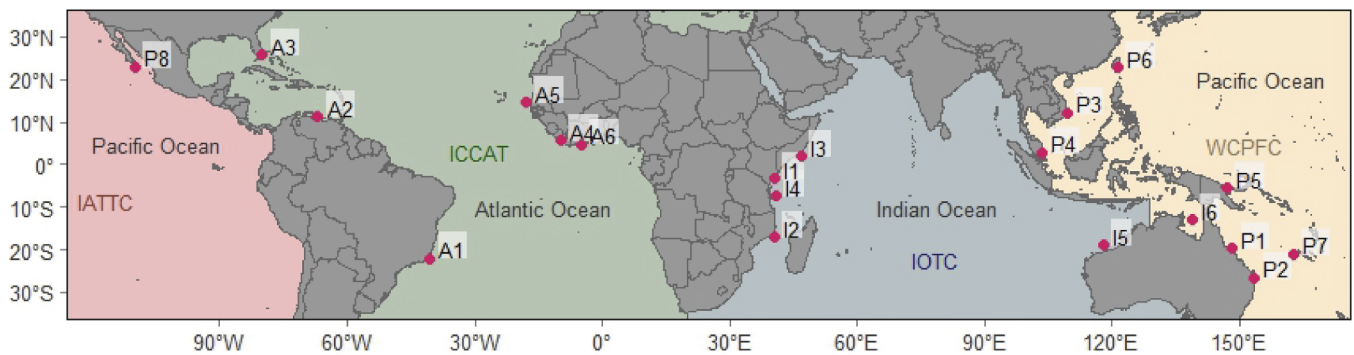 30°N
20°N
10°N
0°
10°S
20°S
30°S
P8
A3
A2
A5
A4
A6
A1
I3
I1
I4
I2
P6
P3
P4
P5
I6
I5
P1
P2
P7
Pacific Ocean
IATTC
ICCAT
Atlantic Ocean
Indian Ocean
IOTC
Pacific Ocean
WCPFC
90°W
60°W
30°W
0°
30°E
60°E
90°E
120°E
150°E